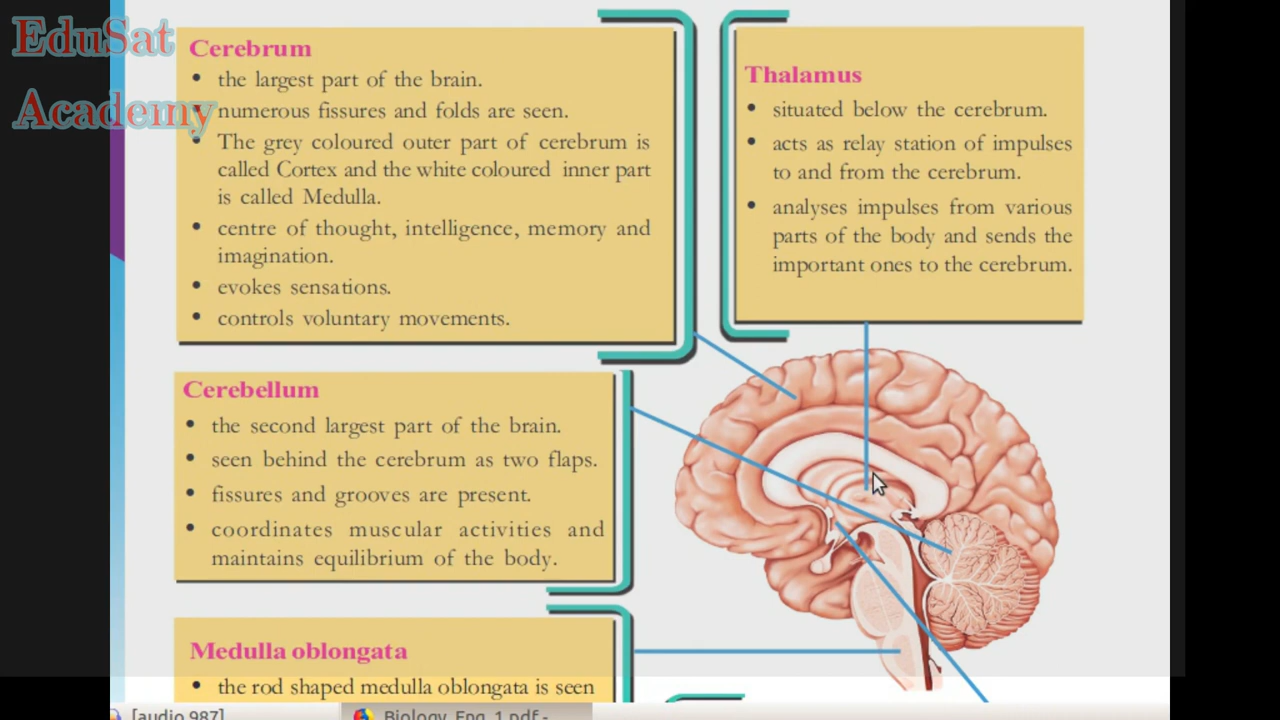 EduSat
Academy
Cerebrum
• the largest part of the brain.
• numerous fissures and folds are seen.
• The grey coloured outer part of cerebrum is
called Cortex and the white coloured inner part
is called Medulla.
• centre of thought, intelligence, memory and
imagination.
• evokes sensations.
• controls voluntary movements.
Thalamus
• situated below the cerebrum.
• acts as relay station of impulses
to and from the cerebrum.
• analyses impulses from various
parts of the body and sends the
important ones to the cerebrum.
Cerebellum
• the second largest part of the brain.
• seen behind the cerebrum as two flaps.
• fissures and grooves are present.
• coordinates muscular activities and
maintains equilibrium of the body.
Medulla oblongata
• the rod shaped medulla oblongata is seen
[audio 987]
Biology_Eng_1.pdf -